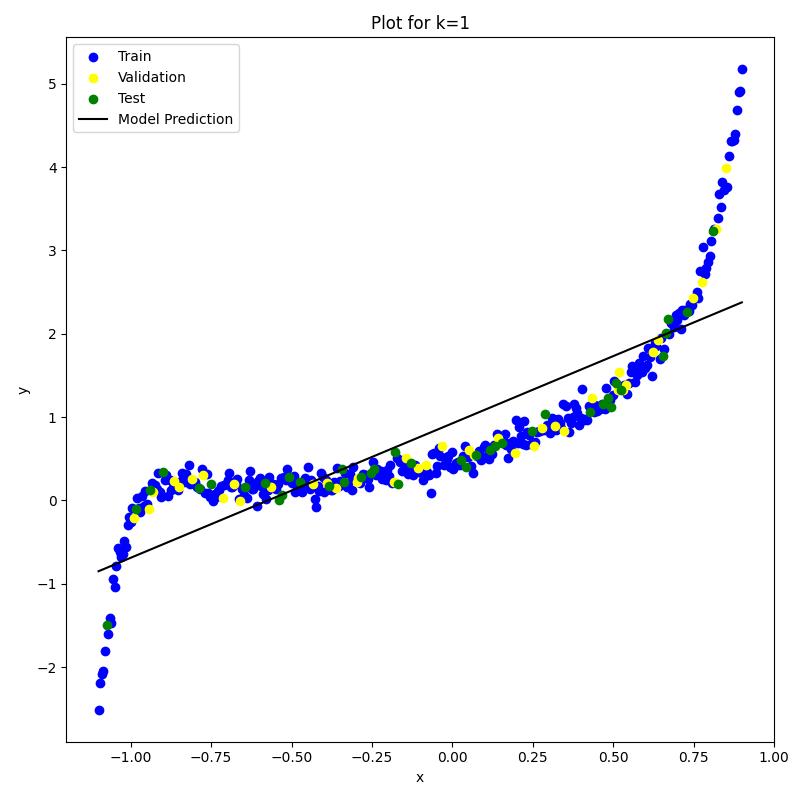 Plot for k=1
Train
Validation
Test
Model Prediction
y
5
4
3
2
1
0
−1
−2
−1.00 −0.75 −0.50 −0.25 0.00 0.25 0.50 0.75 1.00
x